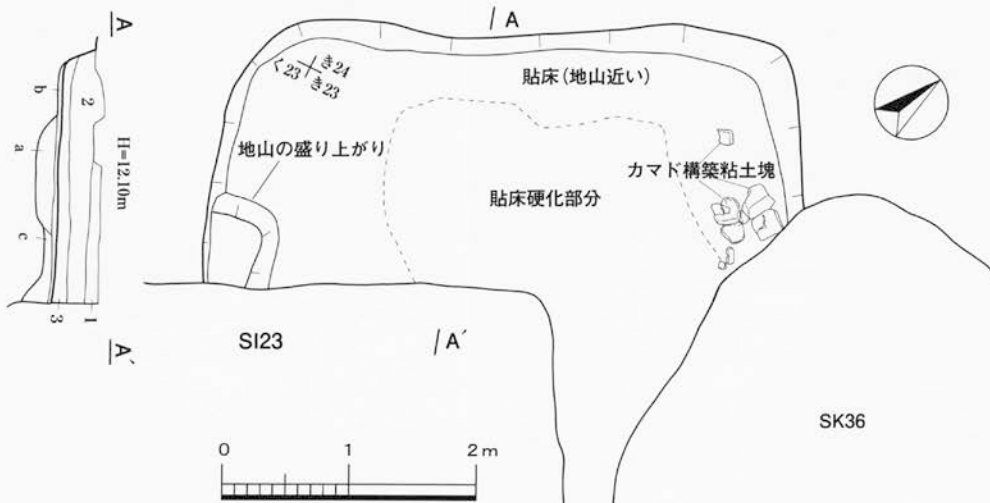 A
A
b
2
a
H=12.10m
c
3
1
A´
き24
く23
き23
貼床(地山近い)
地山の盛り上がり
カマド構築粘土塊
貼床硬化部分
SI23
A´
SK36
0 1 2m